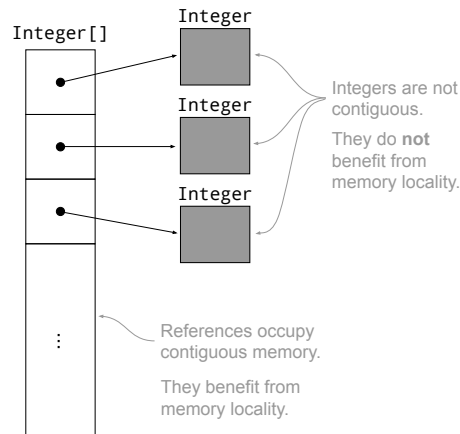 Integer[]
Integer
Integer
Integer
Integers are not
contiguous.
They do not
benefit from
memory locality.
⋮
References occupy
contiguous memory.
They benefit from
memory locality.